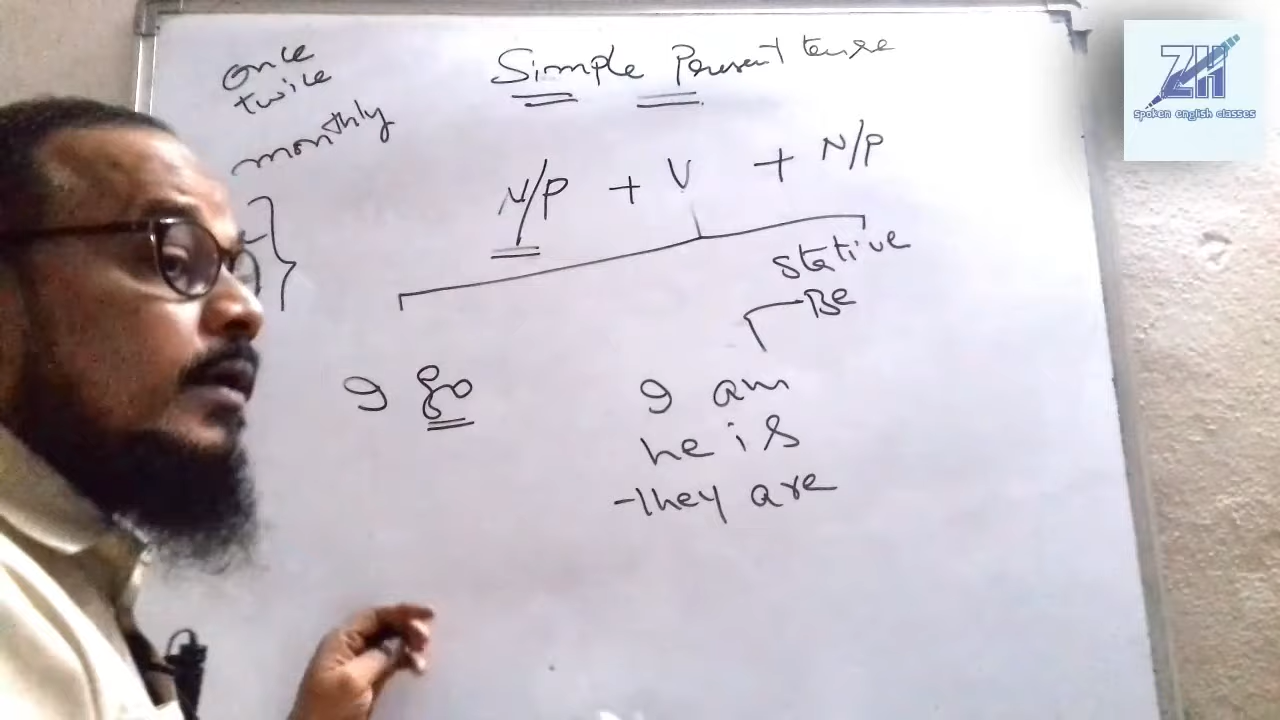 once
twice
monthly
Simple Present tense
N/P + V + N/P
stative
Be
I go
I am
he is
they are
ZH
spoken english classes